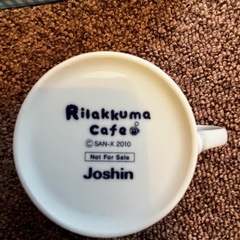 Rilakkuma
Cafe
©SAN-X 2010
Not For Sale
Joshin